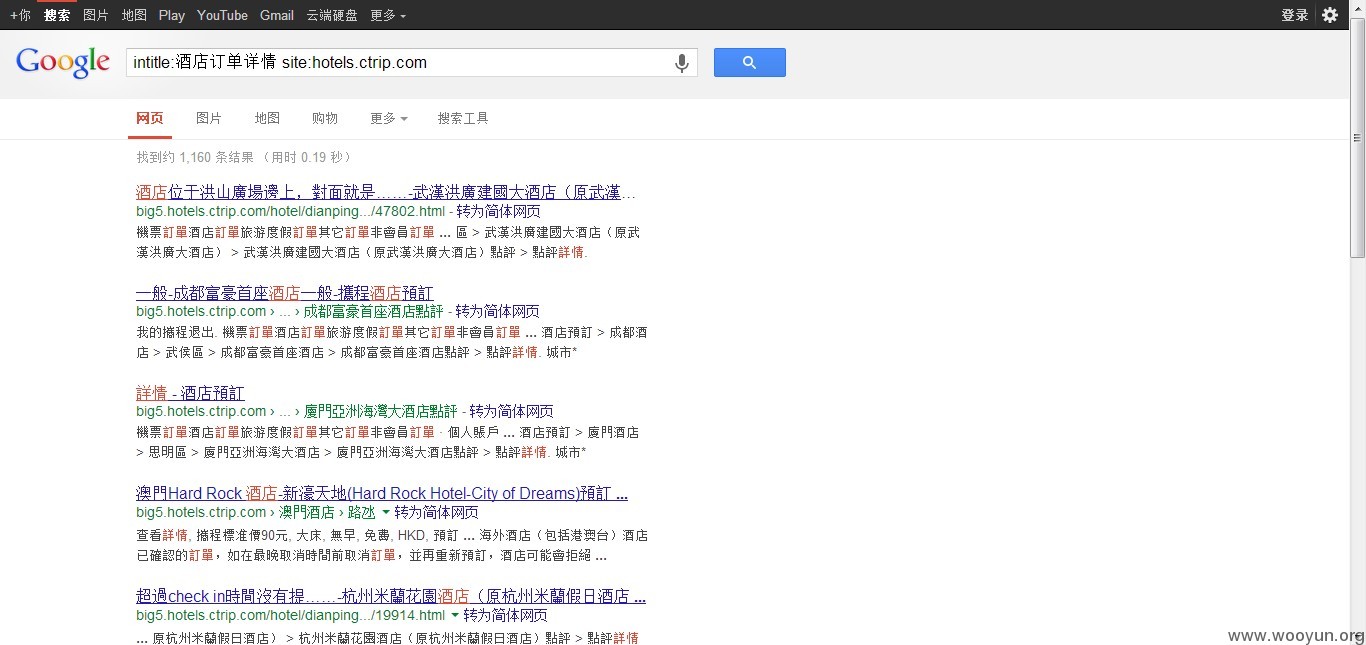 +你 搜索 图片 地图 Play YouTube Gmail 云端硬盘 更多 登录
Google intitle:酒店订单详情 site:hotels.ctrip.com
网页 图片 地图 购物 更多 搜索工具
找到约 1,160 条结果 （用时 0.19 秒）
酒店位于洪山廣場邊上，對面就是……-武漢洪廣建國大酒店（原武漢...
big5.hotels.ctrip.com/hotel/dianping.../47802.html - 转为简体网页
機票訂單酒店訂單旅游度假訂單其它訂單非會員訂單 ... 區 > 武漢洪廣建國大酒店（原武
漢洪廣大酒店） > 武漢洪廣建國大酒店（原武漢洪廣大酒店）點評 > 點評詳情.
一般-成都富豪首座酒店一般-攜程酒店預訂
big5.hotels.ctrip.com › ... › 成都富豪首座酒店點評 - 转为简体网页
我的攜程退出. 機票訂單酒店訂單旅游度假訂單其它訂單非會員訂單 ... 酒店預訂 > 成都酒
店 > 武侯區 > 成都富豪首座酒店 > 成都富豪首座酒店點評 > 點評詳情. 城市*
詳情 - 酒店預訂
big5.hotels.ctrip.com › ... › 廈門亞洲海灣大酒店點評 - 转为简体网页
機票訂單酒店訂單旅游度假訂單其它訂單非會員訂單 · 個人賬戶 ... 酒店預訂 > 廈門酒店
> 思明區 > 廈門亞洲海灣大酒店 > 廈門亞洲海灣大酒店點評 > 點評詳情. 城市*
澳門Hard Rock 酒店-新濠天地(Hard Rock Hotel-City of Dreams)預訂 ...
big5.hotels.ctrip.com › 澳門酒店 › 路氹 转为简体网页
查看詳情, 攜程標准價90元, 大床, 無早, 免費, HKD, 預訂 ... 海外酒店（包括港澳台）酒店
已確認的訂單，如在最晚取消時間前取消訂單，並再重新預訂，酒店可能會拒絕 ...
超過check in時間沒有提……-杭州米蘭花園酒店（原杭州米蘭假日酒店 ...
big5.hotels.ctrip.com/hotel/dianping.../19914.html 转为简体网页
... 原杭州米蘭假日酒店） > 杭州米蘭花園酒店（原杭州米蘭假日酒店）點評 > 點評詳情
www.wooyun.org